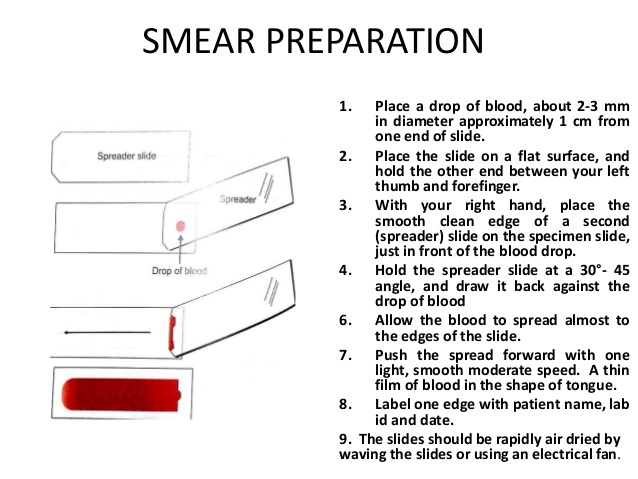 SMEAR PREPARATION
Spreader slide
Spreader
Drop of blood
1. Place a drop of blood, about 2-3 mm
in diameter approximately 1 cm from
one end of slide.
2. Place the slide on a flat surface, and
hold the other end between your left
thumb and forefinger.
3. With your right hand, place the
smooth clean edge of a second
(spreader) slide on the specimen slide,
just in front of the blood drop.
4. Hold the spreader slide at a 30°- 45
angle, and draw it back against the
drop of blood
6. Allow the blood to spread almost to
the edges of the slide.
7. Push the spread forward with one
light, smooth moderate speed. A thin
film of blood in the shape of tongue.
8. Label one edge with patient name, lab
id and date.
9. The slides should be rapidly air dried by
waving the slides or using an electrical fan.